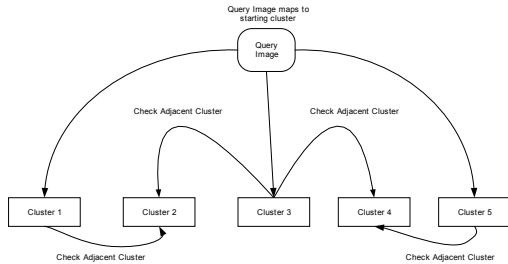 Query Image maps to
starting cluster
Query
Image
Check Adjacent Cluster
Check Adjacent Cluster
Cluster 1
Cluster 2
Cluster 3
Cluster 4
Cluster 5
Check Adjacent Cluster
Check Adjacent Cluster